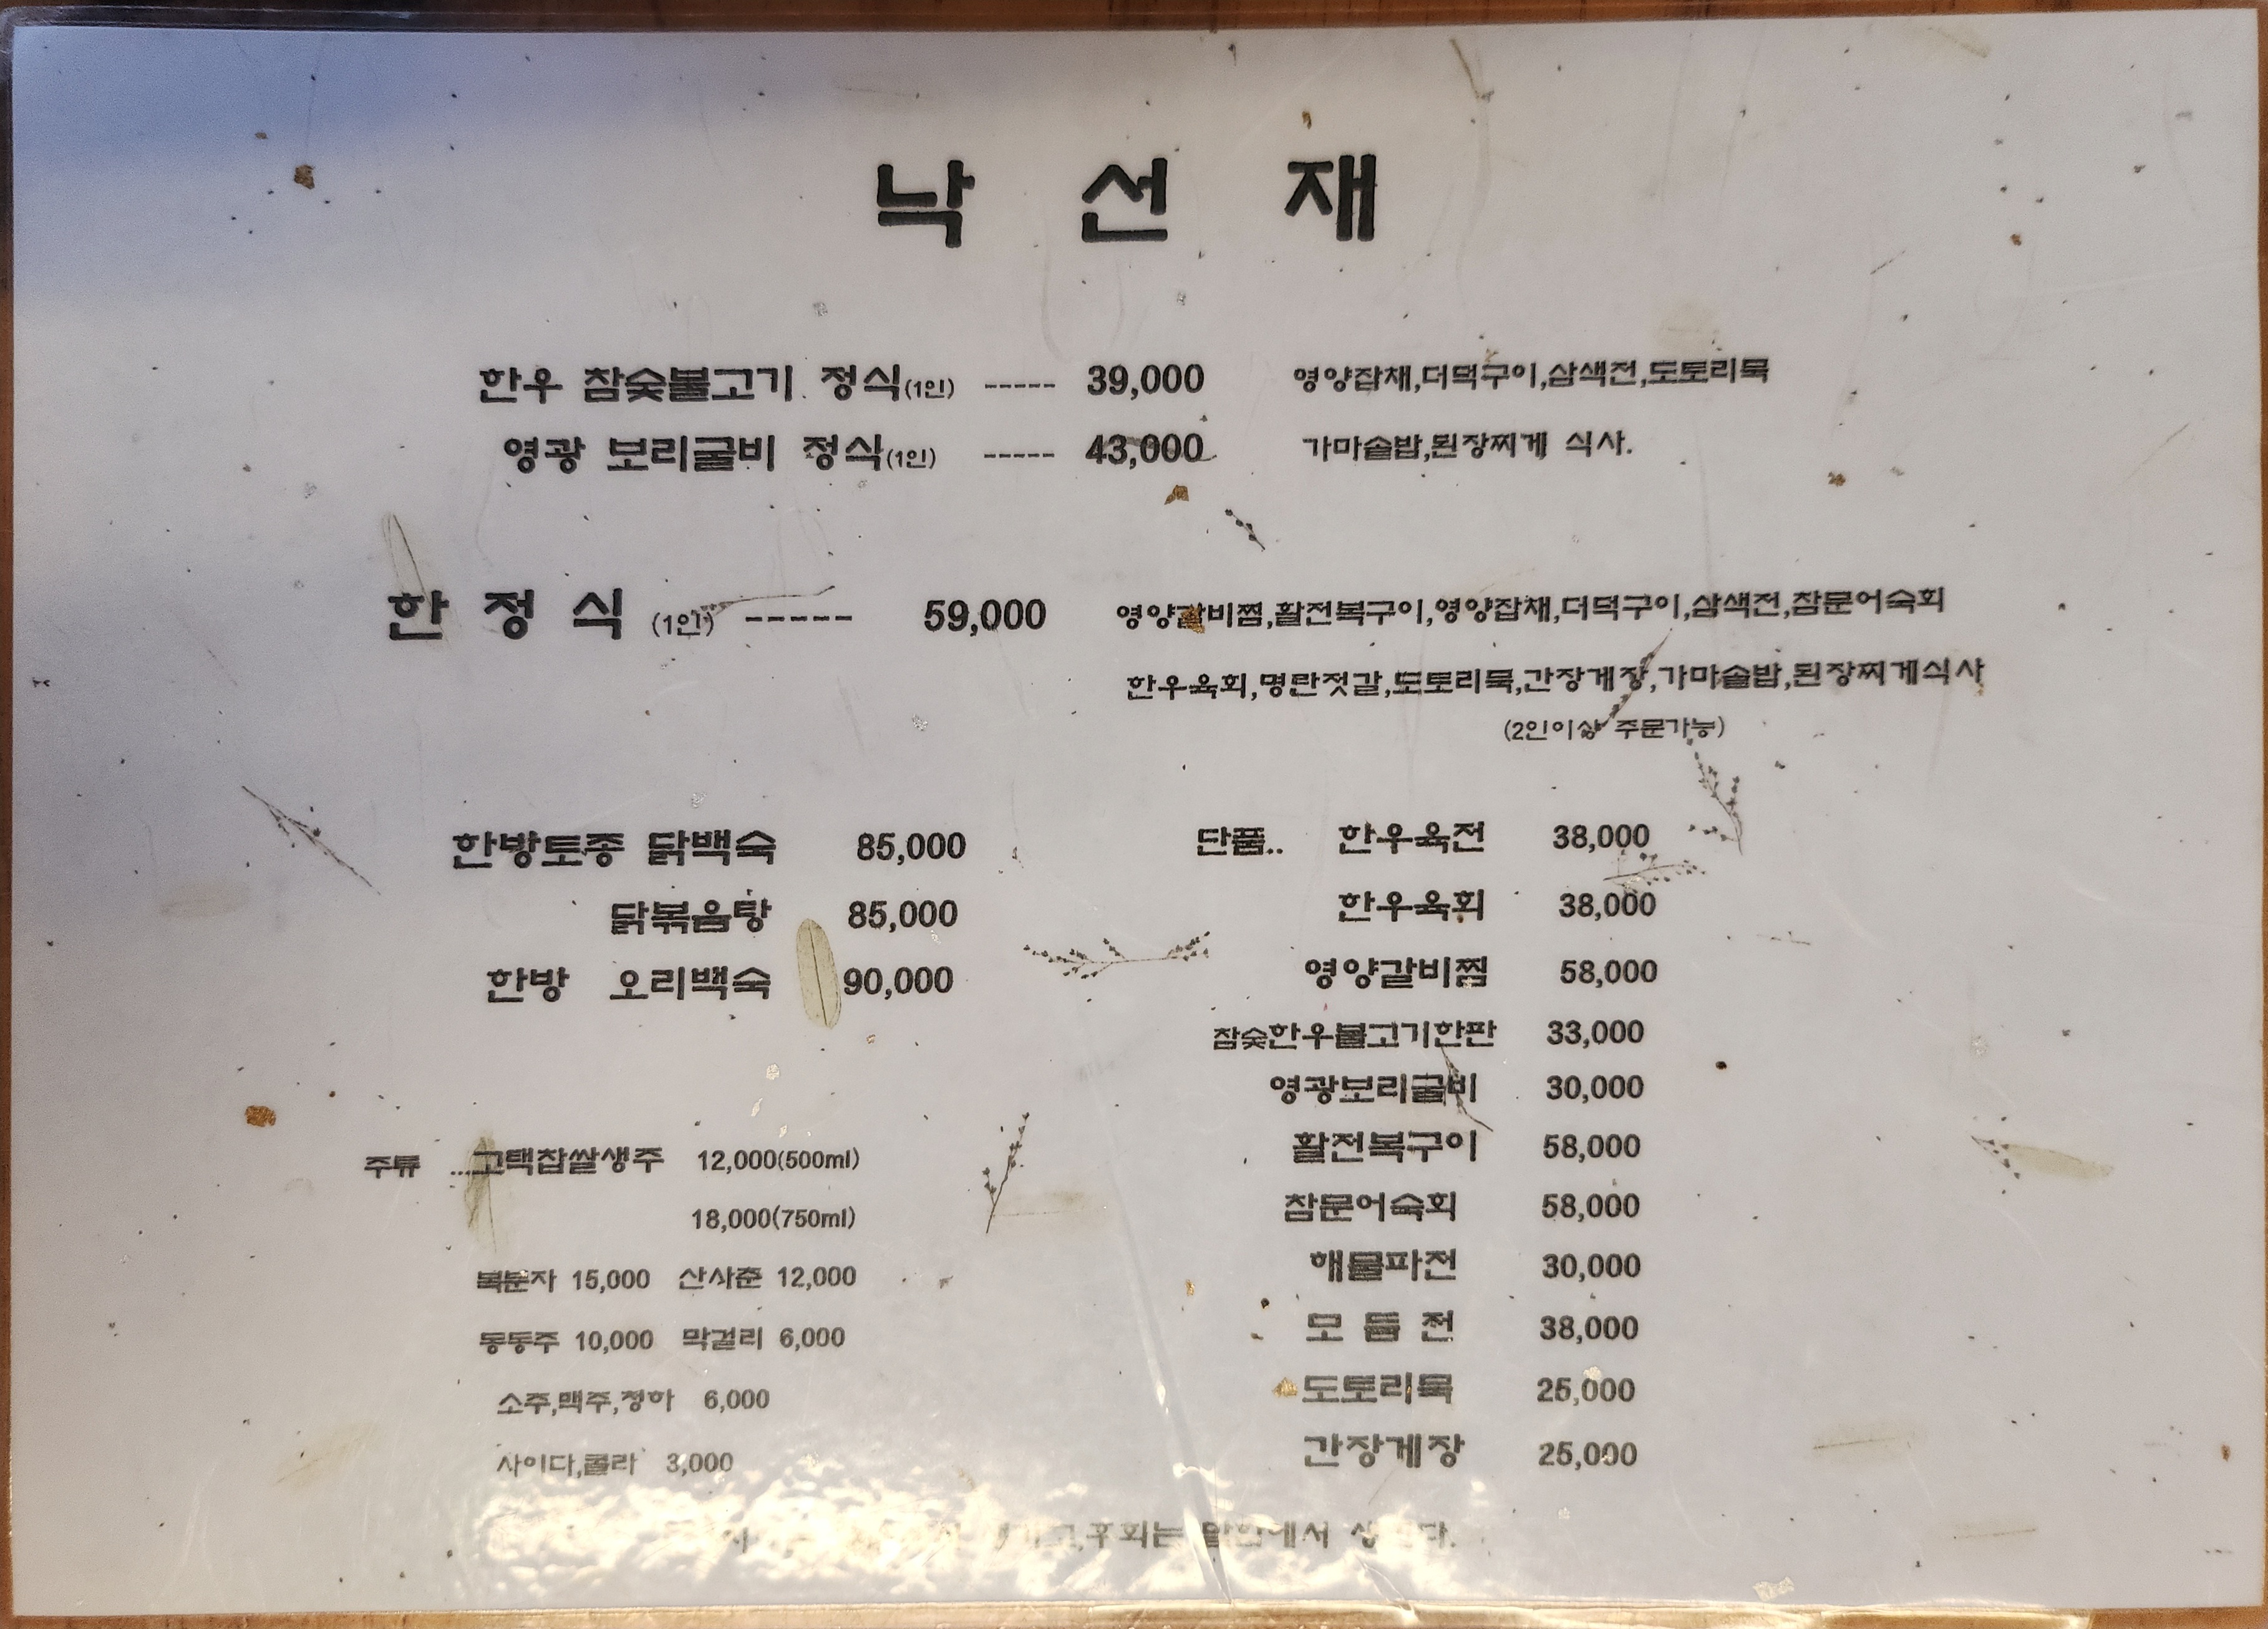 낙 선 재
한우 참숯불고기 정식(1인) ----- 39,000 영양잡채,더덕구이,삼색전,도토리묵
영광 보리굴비 정식(1인) ----- 43,000 가마솥밥,된장찌게 식사.
한 정 식 (1인) ----- 59,000 영양갈비찜,활전복구이,영양잡채,더덕구이,삼색전,참문어숙회
한우육회,명란젓갈,도토리묵,간장게장,가마솥밥,된장찌게식사
(2인이상 주문가능)
한방토종 닭백숙 85,000
닭볶음탕 85,000
한방 오리백숙 90,000
단품.. 한우육전 38,000
한우육회 38,000
영양갈비찜 58,000
참숯한우불고기한판 33,000
영광보리굴비 30,000
활전복구이 58,000
참문어숙회 58,000
해물파전 30,000
모 듬 전 38,000
도토리묵 25,000
간장게장 25,000
주류 ...고택찹쌀생주 12,000(500ml)
18,000(750ml)
복분자 15,000 산사춘 12,000
동동주 10,000 막걸리 6,000
소주,맥주,청하 6,000
사이다,콜라 3,000
후회는